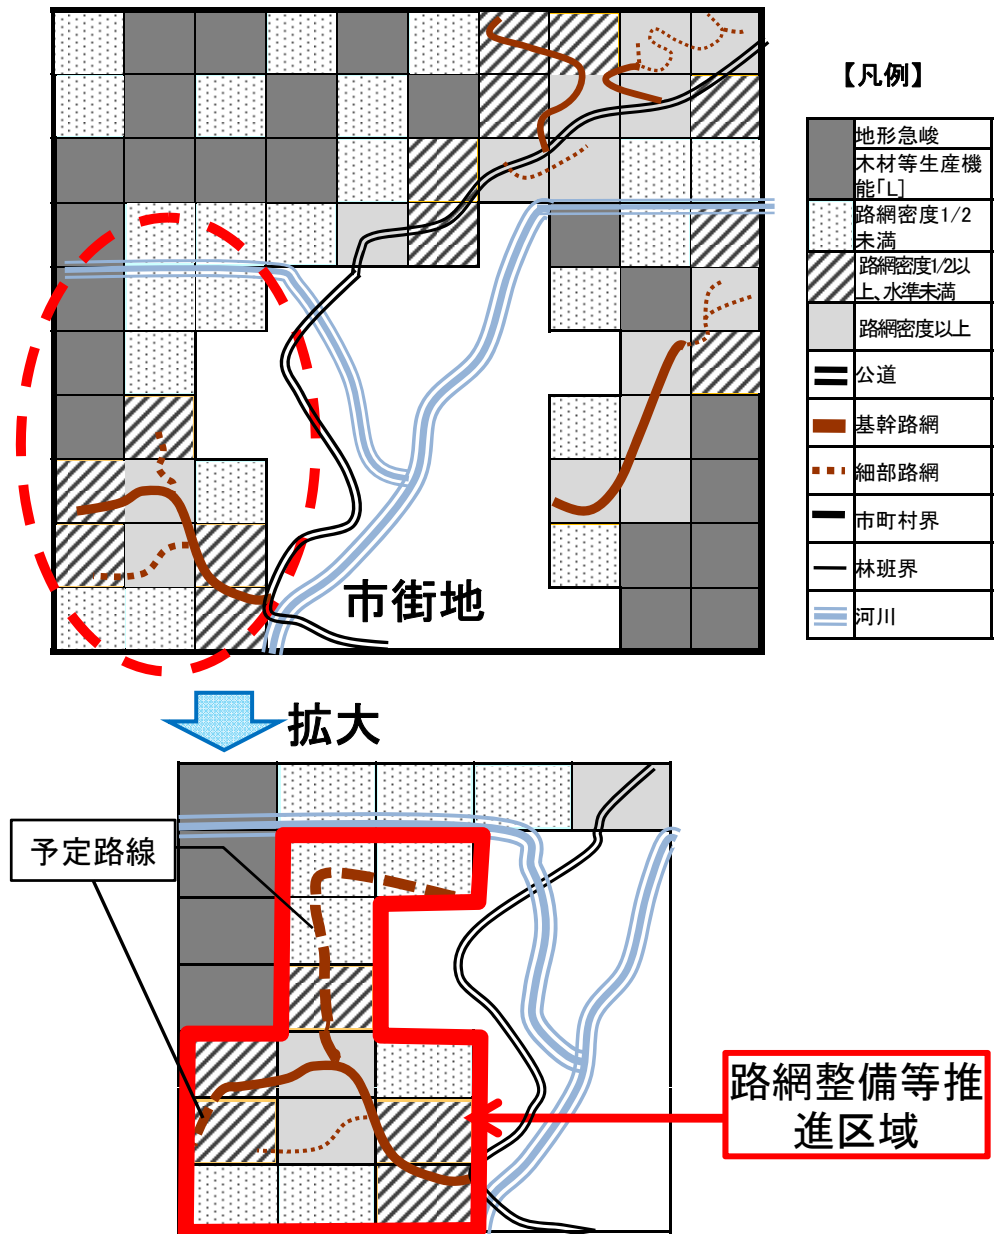 【凡例】
地形急峻
木材等生産機
能「L」
路網密度1/2
未満
路網密度1/2以
上、水準未満
路網密度以上
公道
基幹路網
細部路網
市町村界
林班界
河川
市街地
拡大
予定路線
路網整備等推
進区域